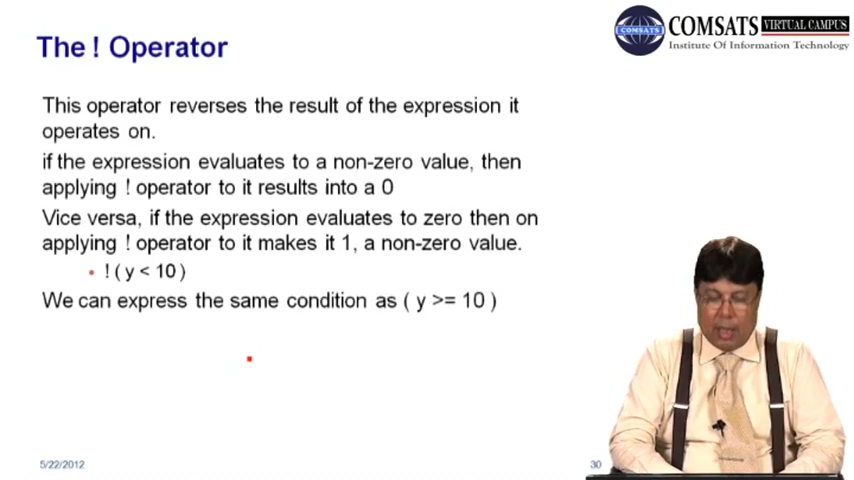 The ! Operator
COMSATS
COMSATS VIRTUAL CAMPUS
Institute Of Information Technology
This operator reverses the result of the expression it
operates on.
if the expression evaluates to a non-zero value, then
applying ! operator to it results into a 0
Vice versa, if the expression evaluates to zero then on
applying ! operator to it makes it 1, a non-zero value.
• ! ( y < 10 )
We can express the same condition as ( y >= 10 )
5/22/2012
30